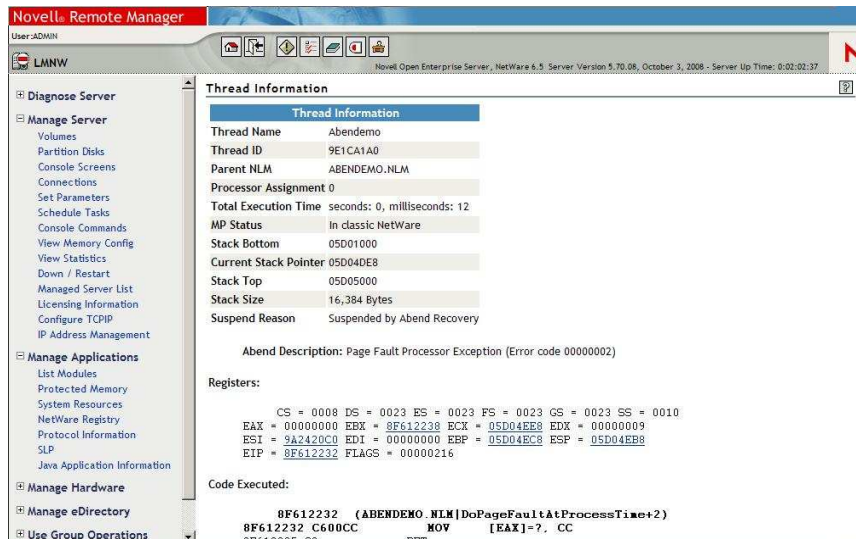 Novell® Remote Manager
User:ADMIN
LMNW
Novell Open Enterprise Server, NetWare 6.5 Server Version 5.70.08, October 3, 2008 - Server Up Time: 0:02:02:37
N
Diagnose Server
Manage Server
Volumes
Partition Disks
Console Screens
Connections
Set Parameters
Schedule Tasks
Console Commands
View Memory Config
View Statistics
Down / Restart
Managed Server List
Licensing Information
Configure TCPIP
IP Address Management
Manage Applications
List Modules
Protected Memory
System Resources
NetWare Registry
Protocol Information
SLP
Java Application Information
Manage Hardware
Manage eDirectory
Use Group Operations
Thread Information
?
Thread Information
Thread Name Abendemo
Thread ID 9E1CA1A0
Parent NLM ABENDEMO.NLM
Processor Assignment 0
Total Execution Time seconds: 0, milliseconds: 12
MP Status In classic NetWare
Stack Bottom 05D01000
Current Stack Pointer 05D04DE8
Stack Top 05D05000
Stack Size 16,384 Bytes
Suspend Reason Suspended by Abend Recovery
Abend Description: Page Fault Processor Exception (Error code 00000002)
Registers:
CS = 0008 DS = 0023 ES = 0023 FS = 0023 GS = 0023 SS = 0010
EAX = 00000000 EBX = 8F612238 ECX = 05D04EE8 EDX = 00000009
ESI = 9A2420C0 EDI = 00000000 EBP = 05D04EC8 ESP = 05D04EB8
EIP = 8F612232 FLAGS = 00000216
Code Executed:
8F612232 (ABENDEMO.NLM|DoPageFaultAtProcessTime+2)
8F612232 C600CC MOV [EAX]=?, CC